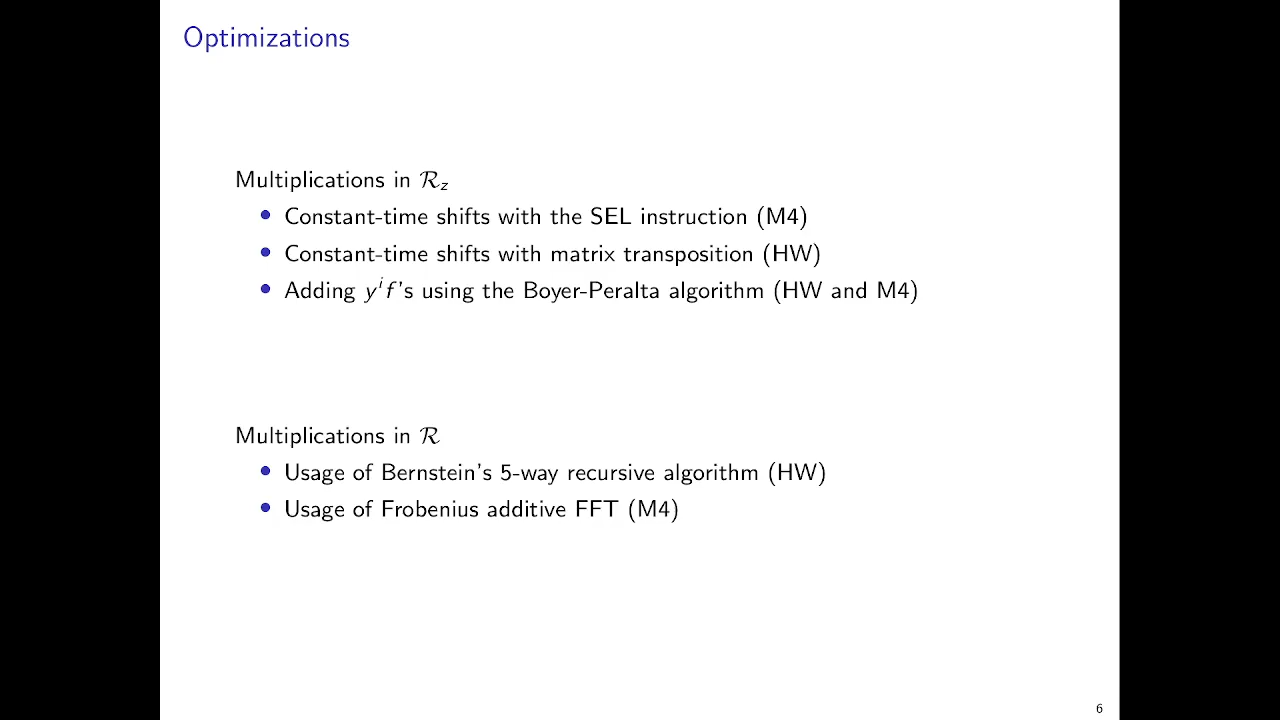 Optimizations
Multiplications in ℛ_z
• Constant-time shifts with the SEL instruction (M4)
• Constant-time shifts with matrix transposition (HW)
• Adding yⁱf's using the Boyer-Peralta algorithm (HW and M4)
Multiplications in ℛ
• Usage of Bernstein's 5-way recursive algorithm (HW)
• Usage of Frobenius additive FFT (M4)
6